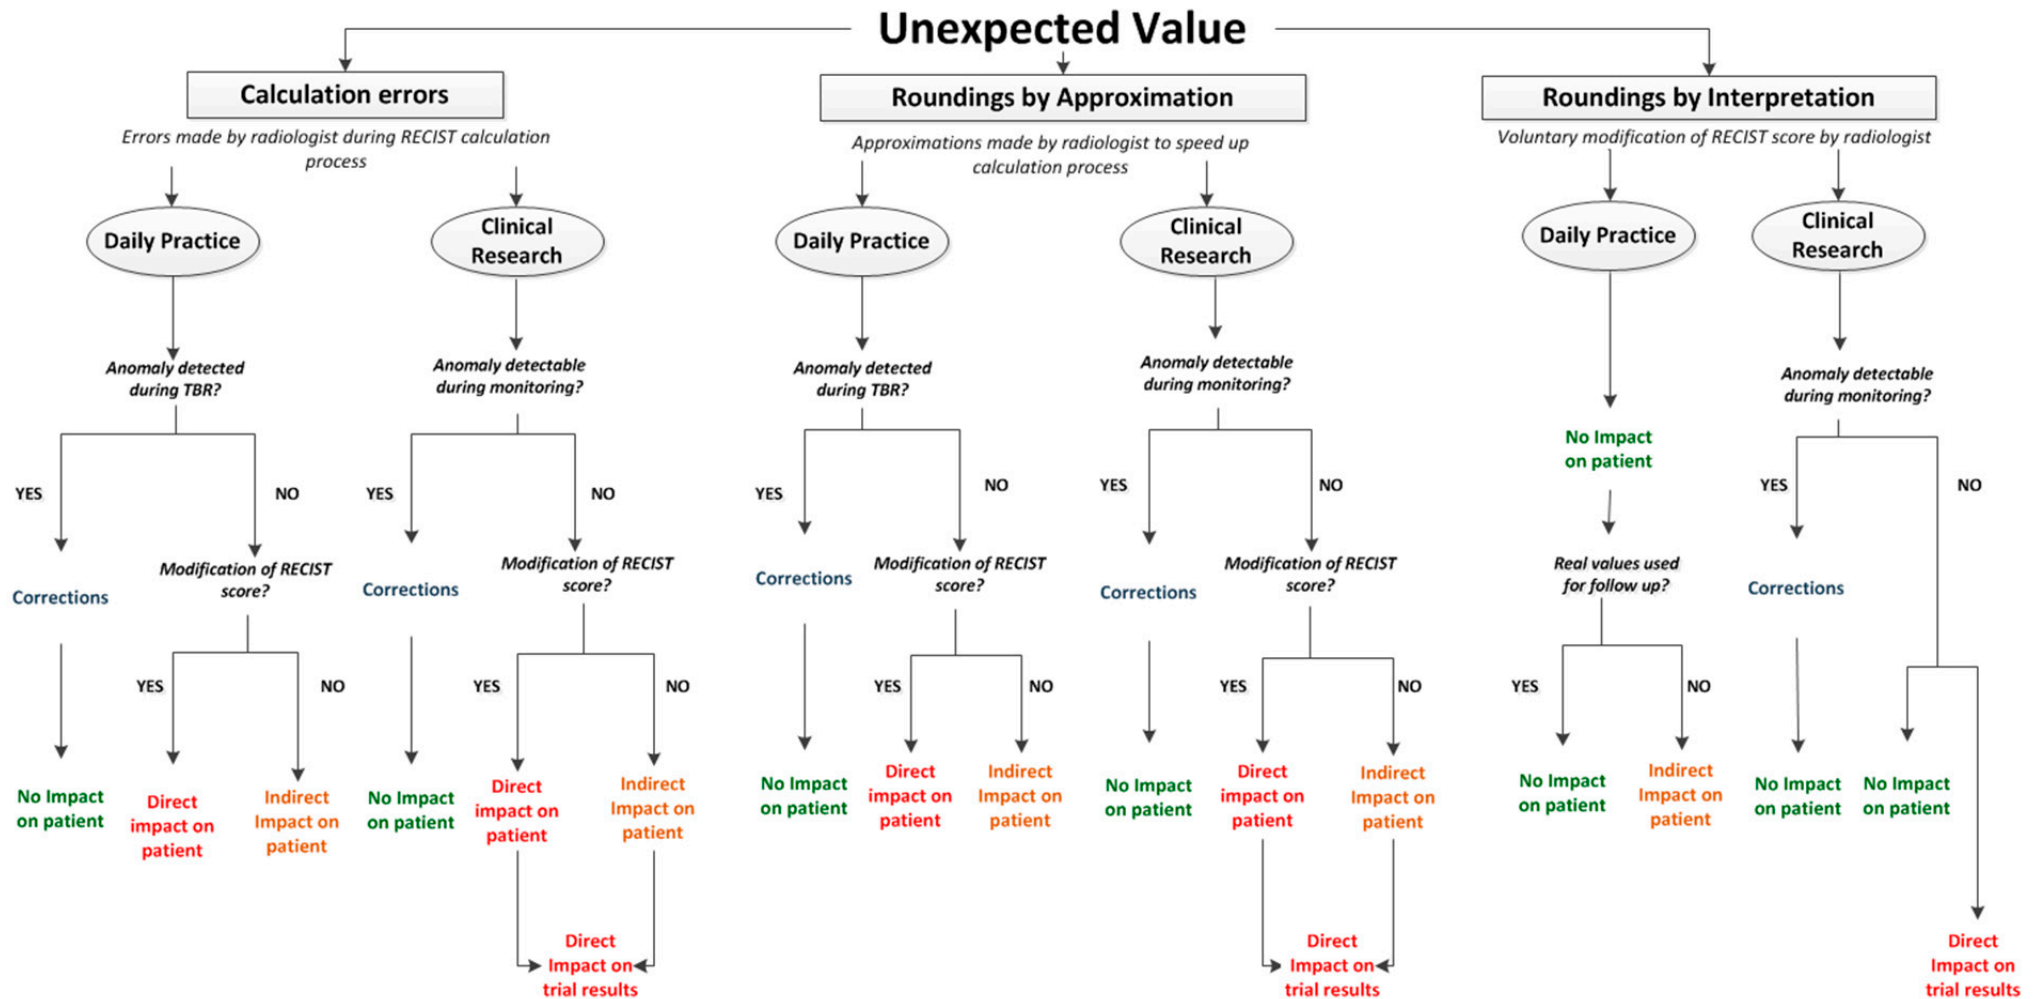 Unexpected Value
Calculation errors
Errors made by radiologist during RECIST calculation
process
Daily Practice
Anomaly detected
during TBR?
YES
NO
Corrections
Modification of RECIST
score?
YES
NO
No Impact
on patient
Direct
impact on
patient
Indirect
Impact on
patient
Clinical
Research
Anomaly detectable
during monitoring?
YES
NO
Corrections
Modification of RECIST
score?
YES
NO
No Impact
on patient
Direct
impact on
patient
Indirect
Impact on
patient
Direct
Impact on
trial results
Roundings by Approximation
Approximations made by radiologist to speed up
calculation process
Daily Practice
Anomaly detected
during TBR?
YES
NO
Corrections
Modification of RECIST
score?
YES
NO
No Impact
on patient
Direct
impact on
patient
Indirect
Impact on
patient
Clinical
Research
Anomaly detectable
during monitoring?
YES
NO
Corrections
Modification of RECIST
score?
YES
NO
No Impact
on patient
Direct
impact on
patient
Indirect
Impact on
patient
Direct
Impact on
trial results
Roundings by Interpretation
Voluntary modification of RECIST score by radiologist
Daily Practice
No Impact
on patient
Real values used
for follow up?
YES
NO
No Impact
on patient
Indirect
Impact on
patient
Clinical
Research
Anomaly detectable
during monitoring?
YES
NO
Corrections
No Impact
on patient
No Impact
on patient
Direct
Impact on
trial results